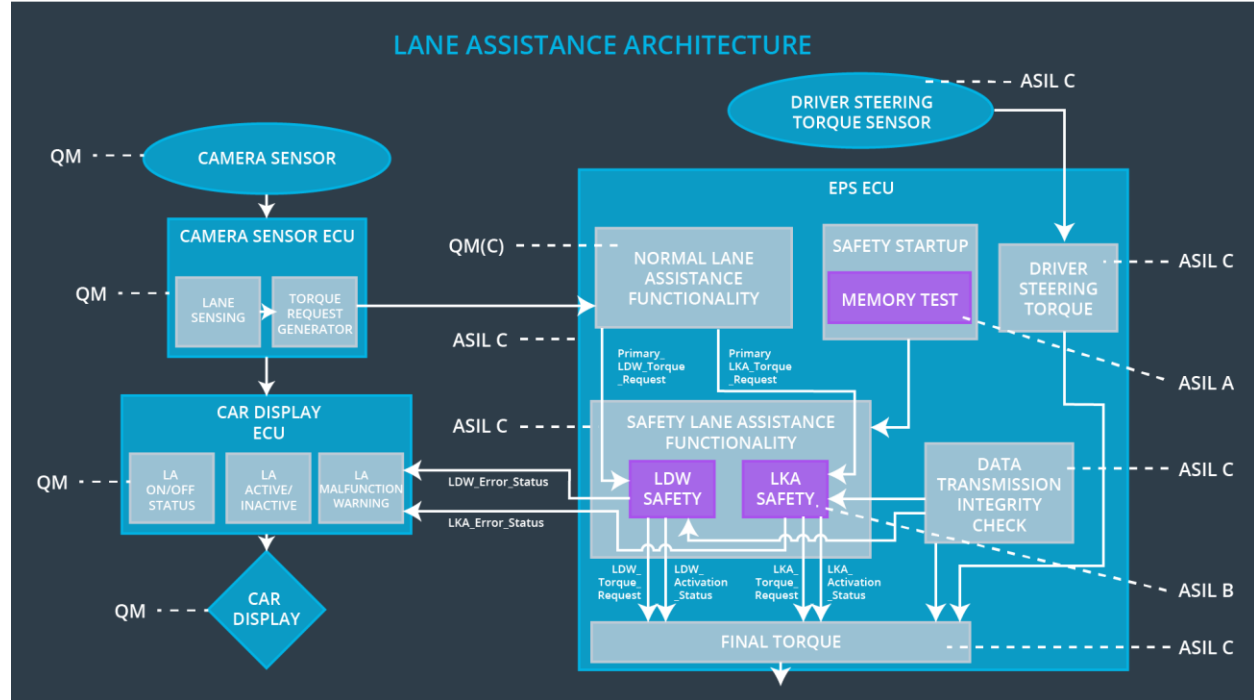 LANE ASSISTANCE ARCHITECTURE
ASIL C
DRIVER STEERING
TORQUE SENSOR
QM
CAMERA SENSOR
EPS ECU
CAMERA SENSOR ECU
QM
LANE
SENSING
TORQUE
REQUEST
GENERATOR
QM(C)
NORMAL LANE
ASSISTANCE
FUNCTIONALITY
SAFETY STARTUP
MEMORY TEST
DRIVER
STEERING
TORQUE
ASIL C
ASIL C
Primary_
LDW_Torque
_Request
Primary
LKA_Torque
_Request
ASIL A
CAR DISPLAY
ECU
QM
LA
ON/OFF
STATUS
LA
ACTIVE/
INACTIVE
LA
MALFUNCTION
WARNING
ASIL C
SAFETY LANE ASSISTANCE
FUNCTIONALITY
LDW
SAFETY
LKA
SAFETY
LDW_Error_Status
LKA_Error_Status
DATA
TRANSMISSION
INTEGRITY
CHECK
ASIL C
LDW_
Torque_
Request
LDW_
Activation
_Status
LKA_
Torque_
Request
LKA_
Activation
_Status
ASIL B
QM
CAR
DISPLAY
FINAL TORQUE
ASIL C